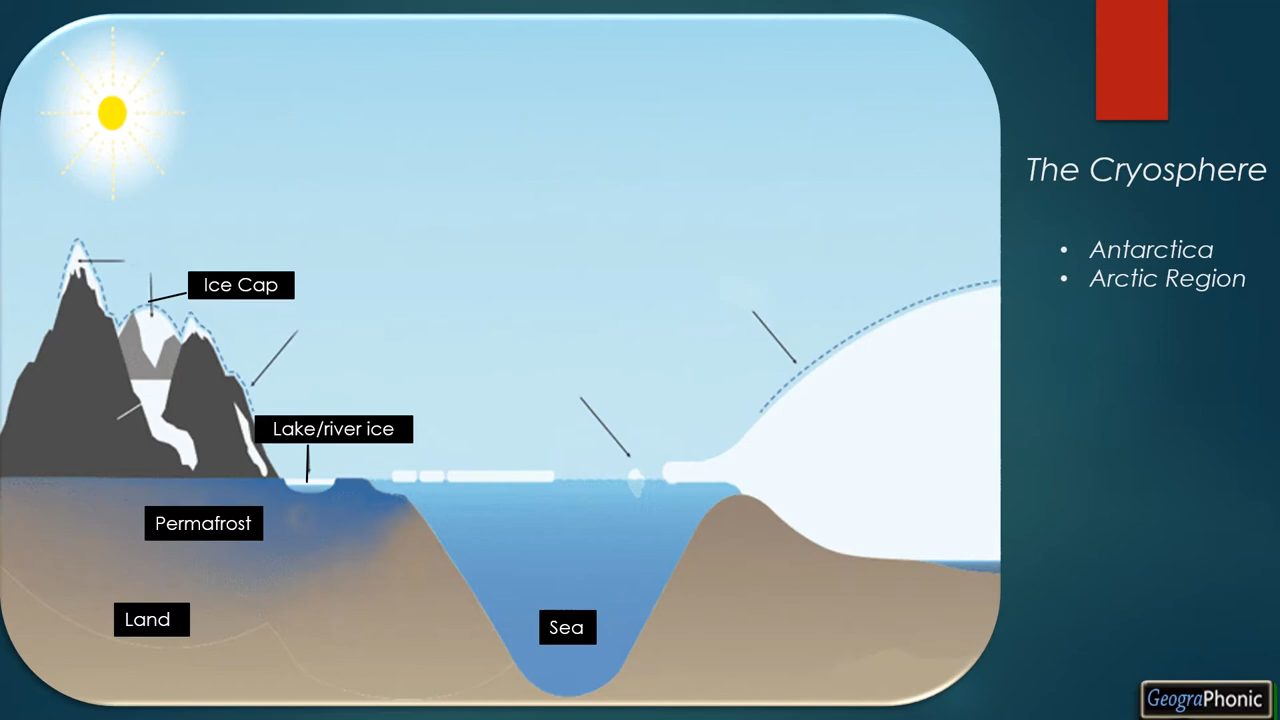 The Cryosphere
• Antarctica
• Arctic Region
Ice Cap
Lake/river ice
Permafrost
Land
Sea
GeograPhonic